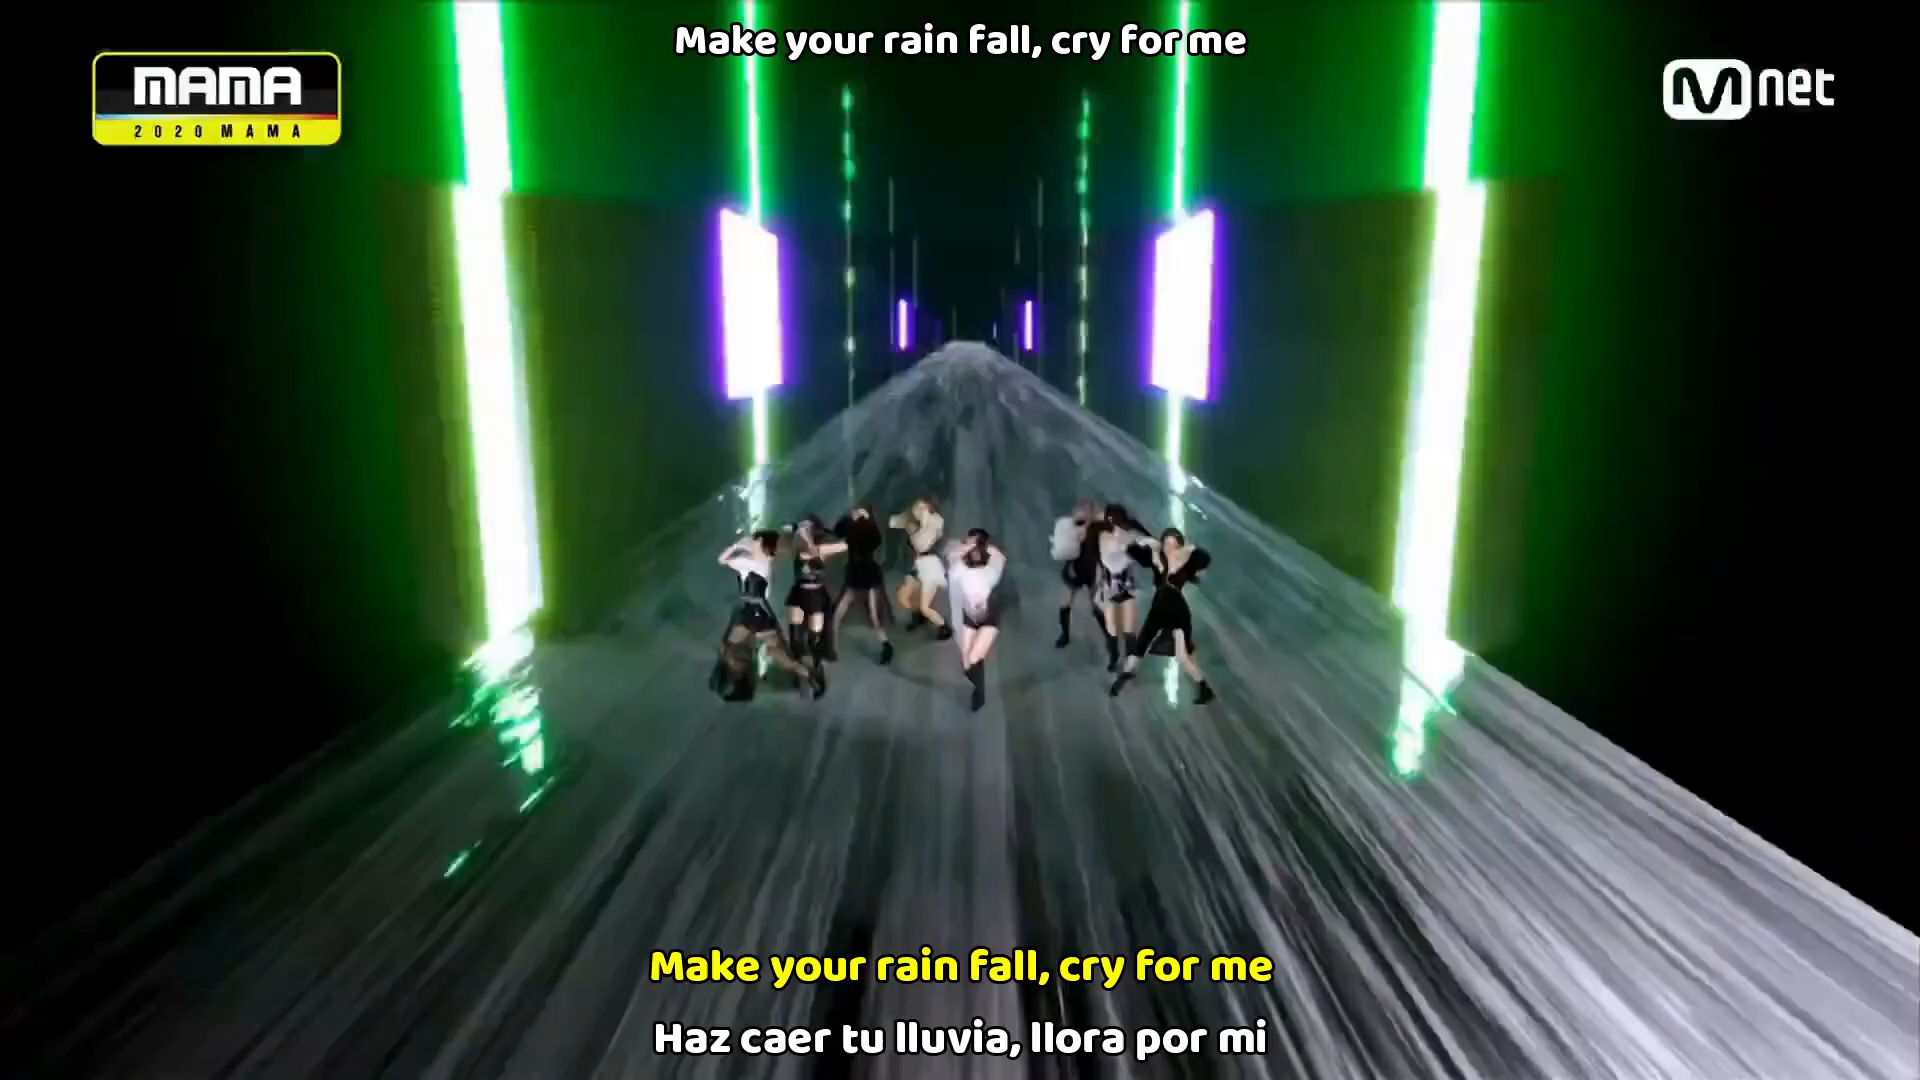 Make your rain fall, cry for me
MAMA
2020 MAMA
Mnet
Make your rain fall, cry for me
Haz caer tu lluvia, llora por mi